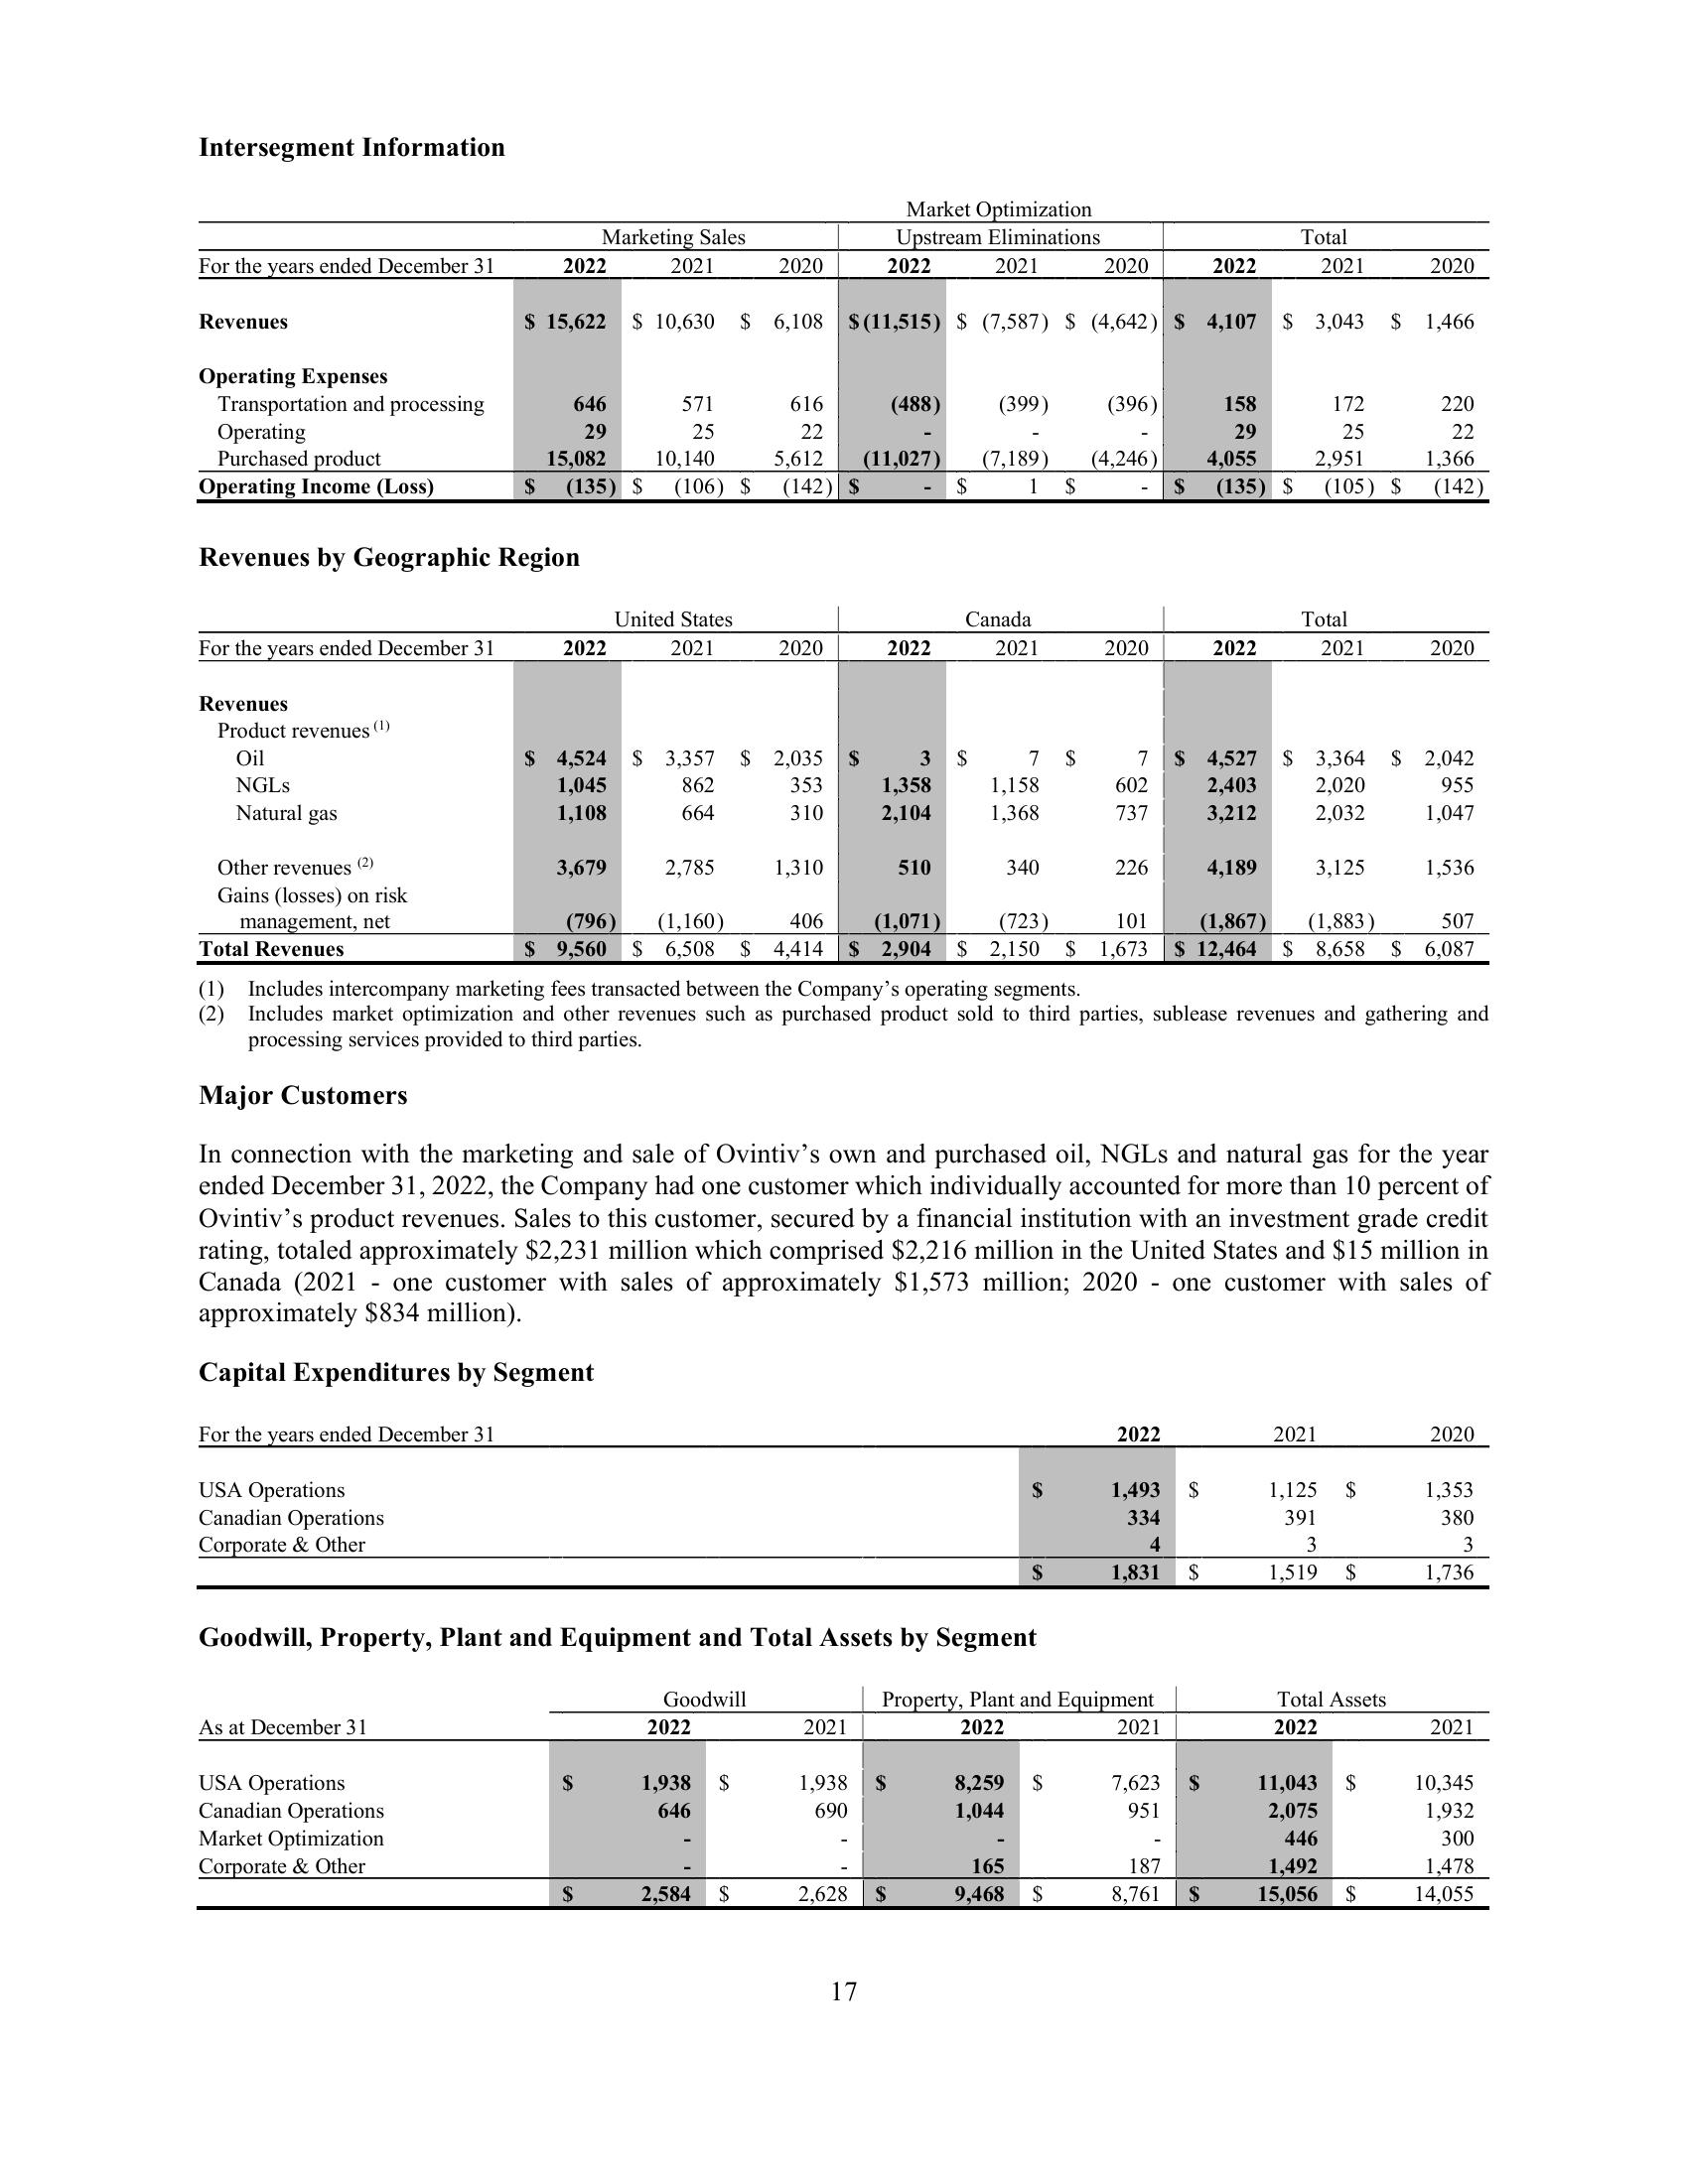 Intersegment Information
Market Optimization
Marketing Sales Upstream Eliminations Total
For the years ended December 31 2022 2021 2020 2022 2021 2020 2022 2021 2020
Revenues $ 15,622 $ 10,630 $ 6,108 $ (11,515) $ (7,587) $ (4,642) $ 4,107 $ 3,043 $ 1,466
Operating Expenses
Transportation and processing 646 571 616 (488) (399) (396) 158 172 220
Operating 29 25 22 - - - 29 25 22
Purchased product 15,082 10,140 5,612 (11,027) (7,189) (4,246) 4,055 2,951 1,366
Operating Income (Loss) $ (135) $ (106) $ (142) $ - $ 1 $ - $ (135) $ (105) $ (142)
Revenues by Geographic Region
United States Canada Total
For the years ended December 31 2022 2021 2020 2022 2021 2020 2022 2021 2020
Revenues
Product revenues (1)
Oil $ 4,524 $ 3,357 $ 2,035 $ 3 $ 7 $ 7 $ 4,527 $ 3,364 $ 2,042
NGLs 1,045 862 353 1,358 1,158 602 2,403 2,020 955
Natural gas 1,108 664 310 2,104 1,368 737 3,212 2,032 1,047
Other revenues (2) 3,679 2,785 1,310 510 340 226 4,189 3,125 1,536
Gains (losses) on risk
management, net (796) (1,160) 406 (1,071) (723) 101 (1,867) (1,883) 507
Total Revenues $ 9,560 $ 6,508 $ 4,414 $ 2,904 $ 2,150 $ 1,673 $ 12,464 $ 8,658 $ 6,087
(1) Includes intercompany marketing fees transacted between the Company’s operating segments.
(2) Includes market optimization and other revenues such as purchased product sold to third parties, sublease revenues and gathering and
processing services provided to third parties.
Major Customers
In connection with the marketing and sale of Ovintiv’s own and purchased oil, NGLs and natural gas for the year
ended December 31, 2022, the Company had one customer which individually accounted for more than 10 percent of
Ovintiv’s product revenues. Sales to this customer, secured by a financial institution with an investment grade credit
rating, totaled approximately $2,231 million which comprised $2,216 million in the United States and $15 million in
Canada (2021 - one customer with sales of approximately $1,573 million; 2020 - one customer with sales of
approximately $834 million).
Capital Expenditures by Segment
For the years ended December 31 2022 2021 2020
USA Operations $ 1,493 $ 1,125 $ 1,353
Canadian Operations 334 391 380
Corporate & Other 4 3 3
$ 1,831 $ 1,519 $ 1,736
Goodwill, Property, Plant and Equipment and Total Assets by Segment
Goodwill Property, Plant and Equipment Total Assets
As at December 31 2022 2021 2022 2021 2022 2021
USA Operations $ 1,938 $ 1,938 $ 8,259 $ 7,623 $ 11,043 $ 10,345
Canadian Operations 646 690 1,044 951 2,075 1,932
Market Optimization - - - - 446 300
Corporate & Other - - 165 187 1,492 1,478
$ 2,584 $ 2,628 $ 9,468 $ 8,761 $ 15,056 $ 14,055
17